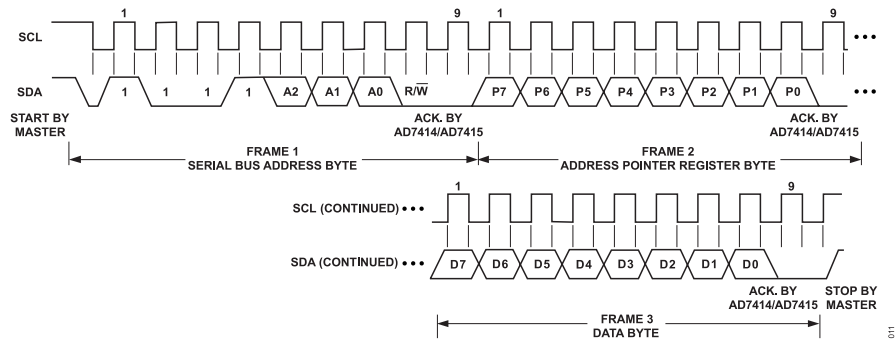 1 9 1 9
SCL
SDA 1 1 1 1 A2 A1 A0 R/W P7 P6 P5 P4 P3 P2 P1 P0
START BY MASTER
ACK. BY AD7414/AD7415
ACK. BY AD7414/AD7415
FRAME 1
SERIAL BUS ADDRESS BYTE
FRAME 2
ADDRESS POINTER REGISTER BYTE
1 9
SCL (CONTINUED)
SDA (CONTINUED) D7 D6 D5 D4 D3 D2 D1 D0
ACK. BY AD7414/AD7415
STOP BY MASTER
FRAME 3
DATA BYTE
011